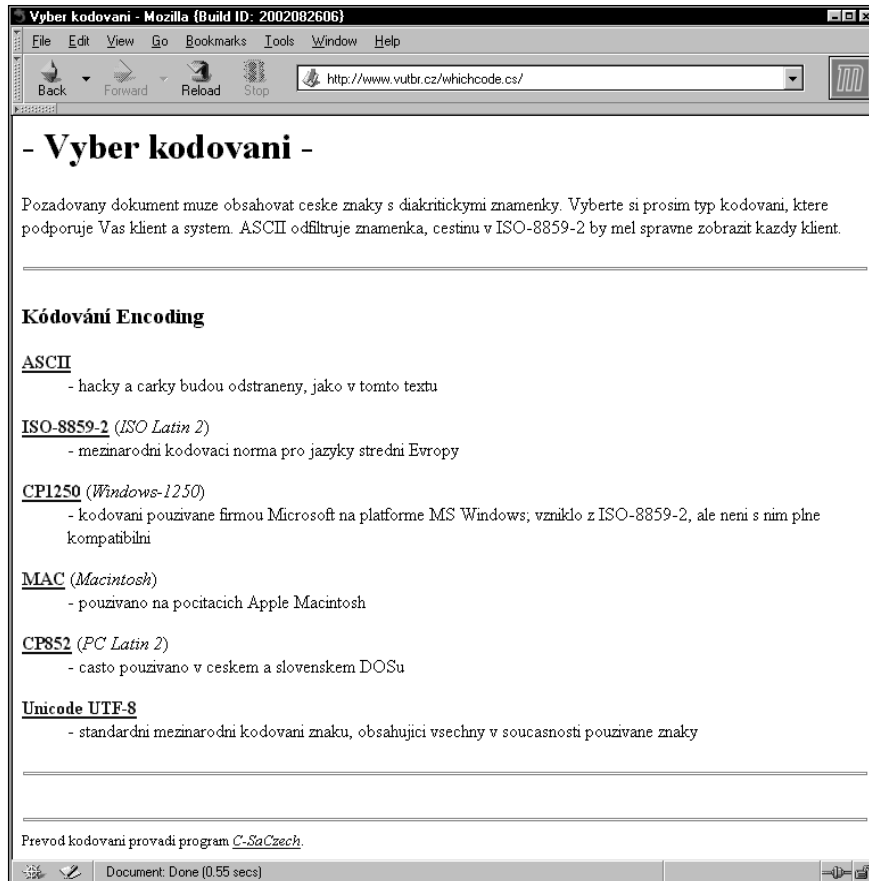 Vyber kodovani - Mozilla {Build ID: 2002082606}
File Edit View Go Bookmarks Tools Window Help
Back Forward Reload Stop http://www.vutbr.cz/whichcode.cs/
- Vyber kodovani -
Pozadovany dokument muze obsahovat ceske znaky s diakritickymi znamenky. Vyberte si prosim typ kodovani, ktere
podporuje Vas klient a system. ASCII odfiltruje znamenka, cestinu v ISO-8859-2 by mel spravne zobrazit kazdy klient.
Kódování Encoding
ASCII
- hacky a carky budou odstraneny, jako v tomto textu
ISO-8859-2 (ISO Latin 2)
- mezinarodni kodovaci norma pro jazyky stredni Evropy
CP1250 (Windows-1250)
- kodovani pouzivane firmou Microsoft na platforme MS Windows; vzniklo z ISO-8859-2, ale neni s nim plne
kompatibilni
MAC (Macintosh)
- pouzivano na pocitacich Apple Macintosh
CP852 (PC Latin 2)
- casto pouzivano v ceskem a slovenskem DOSu
Unicode UTF-8
- standardni mezinarodni kodovani znaku, obsahujici vsechny v soucasnosti pouzivane znaky
Prevod kodovani provadi program C-SaCzech.
Document: Done (0.55 secs)